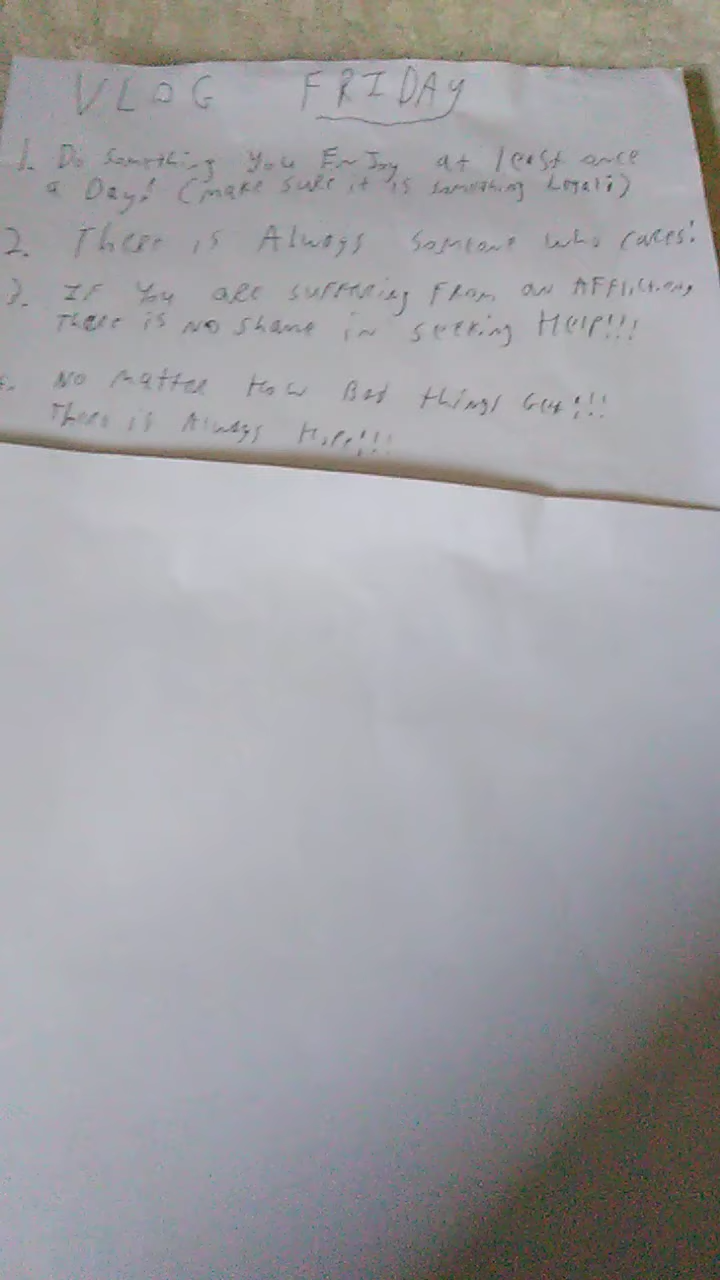 VLOG FRIDAY
1. Do something You EnJoy at least once
a Day! (make sure it is something Legal!)
2. There is Always someone who cares!
3. IF You are suffering From an AFFliction,
There is No shame in seeking Help!!!
4. No matter How Bad things Get!!!
There is Always Hope!!!